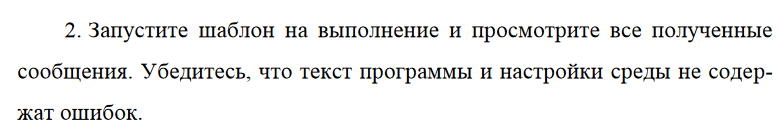 2. Запустите шаблон на выполнение и просмотрите все полученные
сообщения. Убедитесь, что текст программы и настройки среды не содер-
жат ошибок.